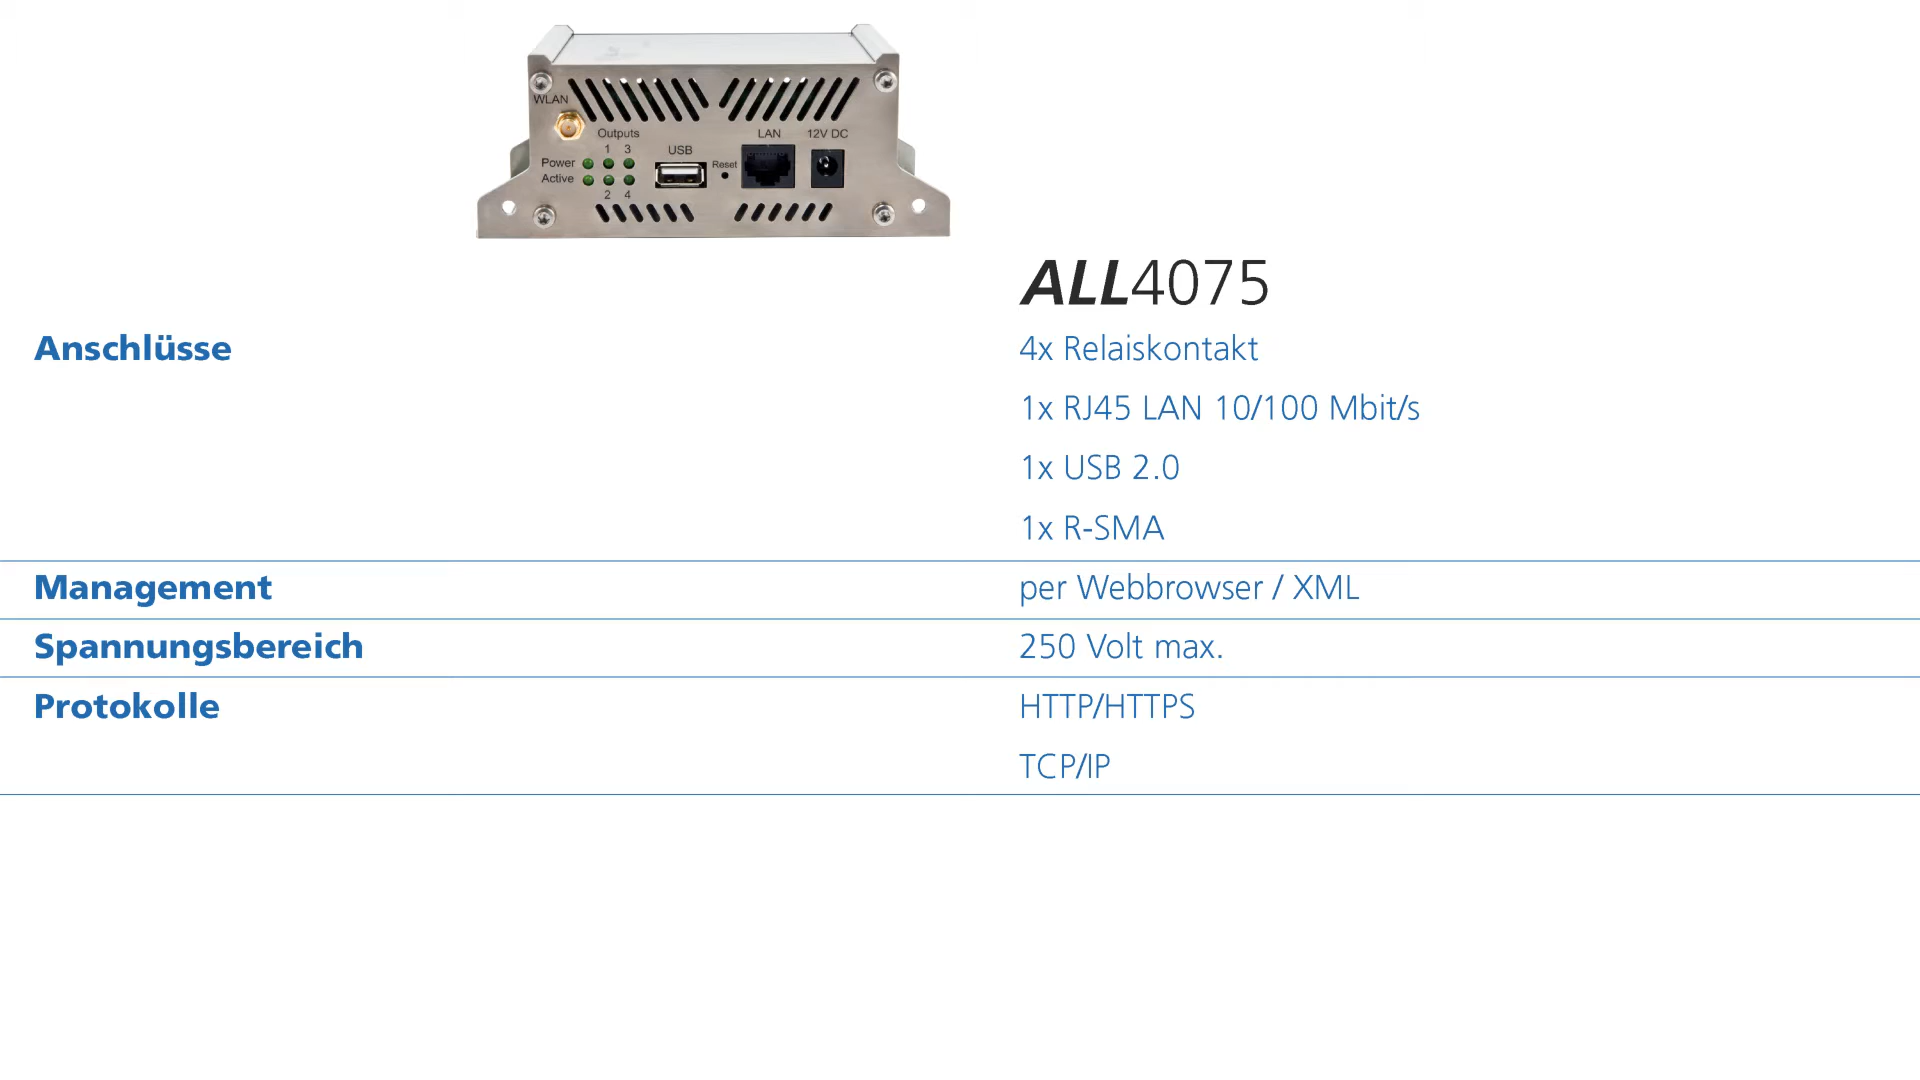 WLAN
Outputs
LAN 12V DC
1 3
USB
Power
Reset
Active
2 4
ALL4075
Anschlüsse 4x Relaiskontakt
1x RJ45 LAN 10/100 Mbit/s
1x USB 2.0
1x R-SMA
Management per Webbrowser / XML
Spannungsbereich 250 Volt max.
Protokolle HTTP/HTTPS
TCP/IP